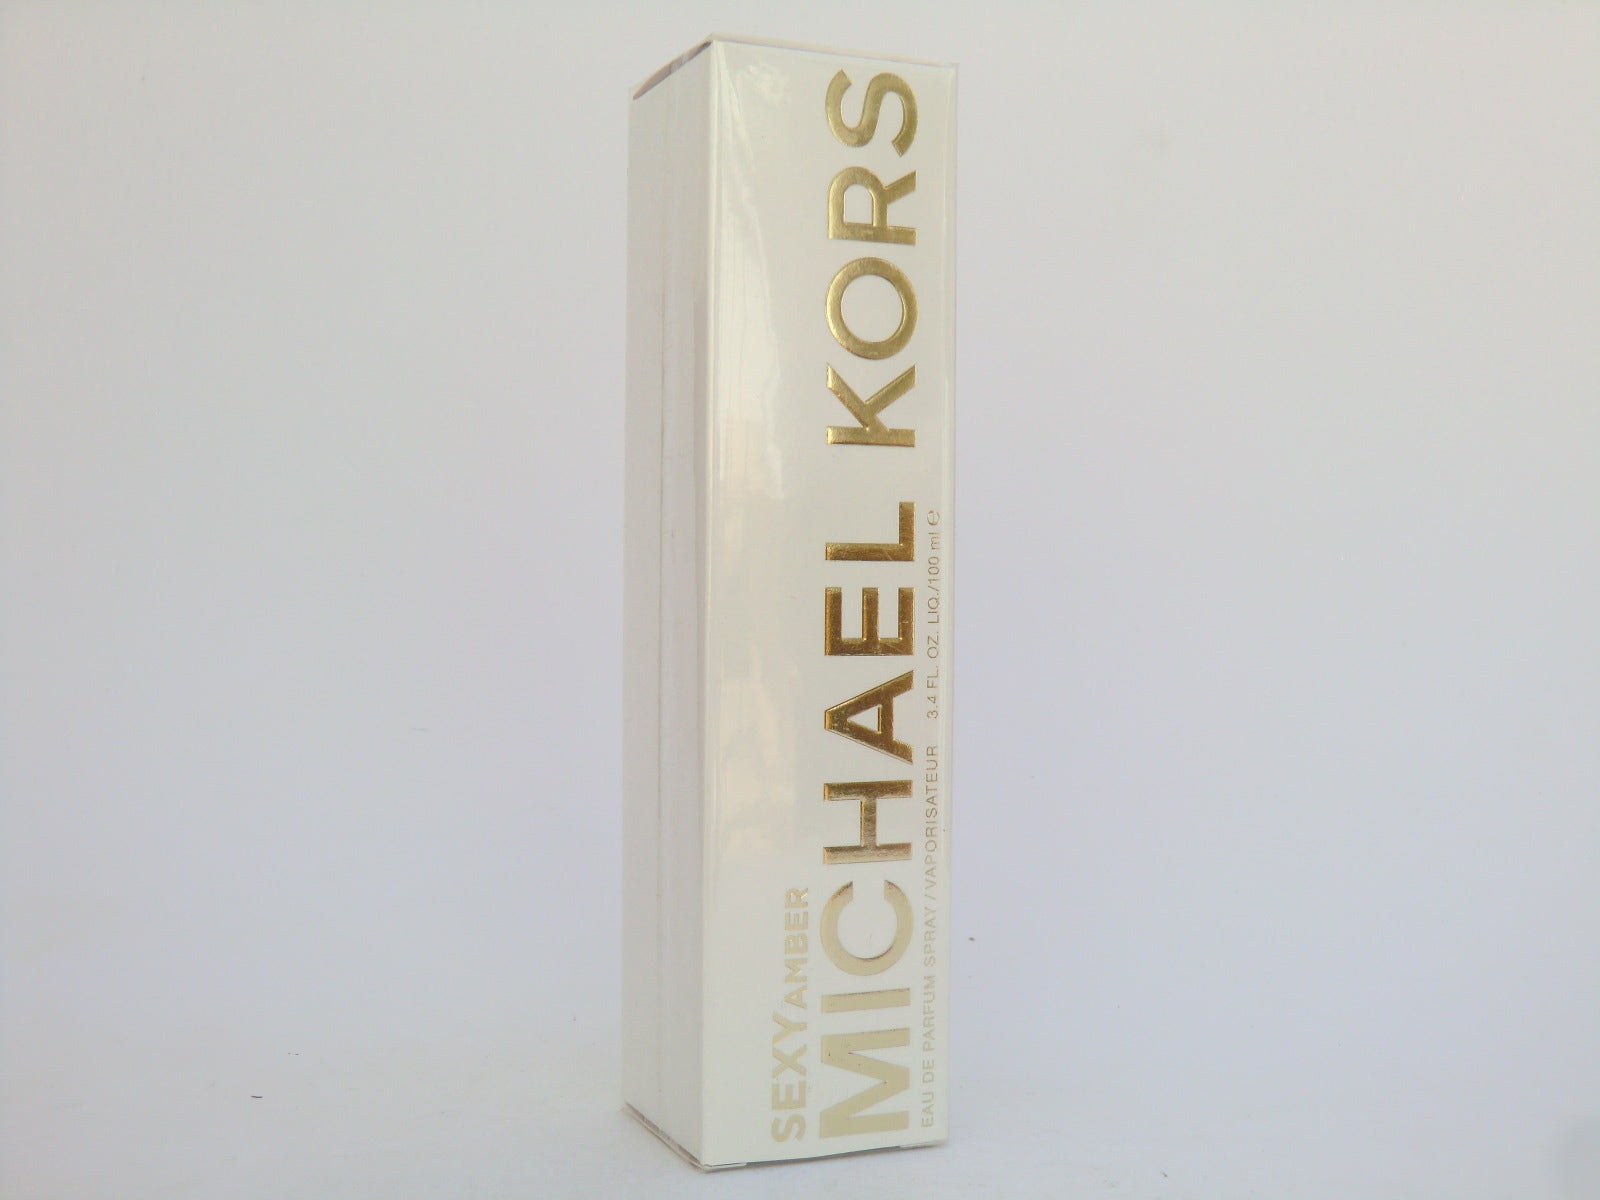 SEXY AMBER
MICHAEL KORS
EAU DE PARFUM SPRAY / VAPORISATEUR 3.4 FL. OZ. LIQ./100 ml ℮